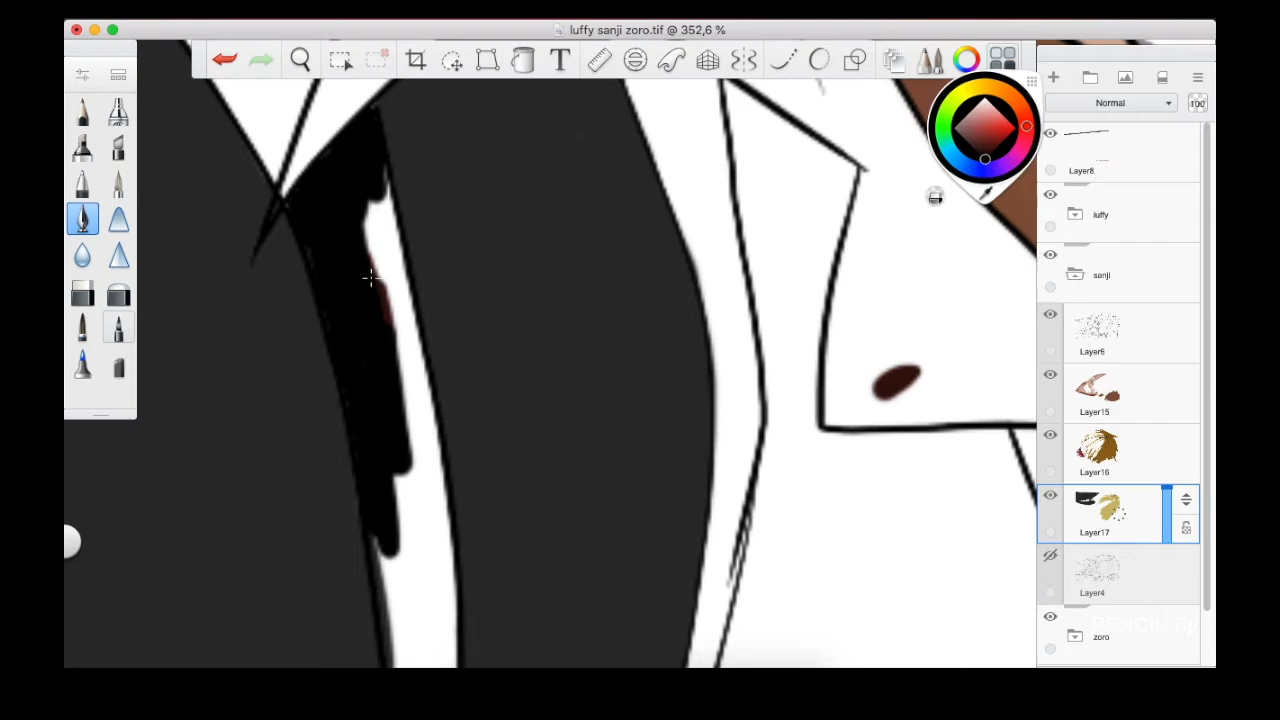 luffy sanji zoro.tif @ 352,6 %
T
Normal
100
Layer8
luffy
sanji
Layer6
Layer15
Layer16
Layer17
Layer4
zoro